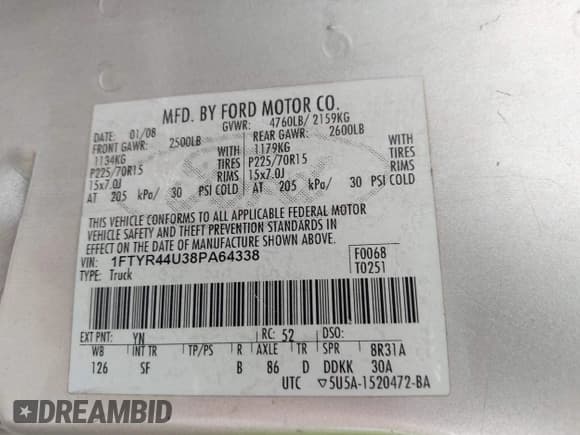 MFD. BY FORD MOTOR CO.
DATE: 01/08 GVWR: 4760LB/ 2159KG
FRONT GAWR: 2500LB REAR GAWR: 2600LB
1134KG WITH 1179KG WITH
P225/70R15 TIRES P225/70R15 TIRES
15x7.0J RIMS 15x7.0J RIMS
AT 205 kPa/ 30 PSI COLD AT 205 kPa/ 30 PSI COLD
THIS VEHICLE CONFORMS TO ALL APPLICABLE FEDERAL MOTOR
VEHICLE SAFETY AND THEFT PREVENTION STANDARDS IN
EFFECT ON THE DATE OF MANUFACTURE SHOWN ABOVE.
VIN: 1FTYR44U38PA64338 F0068
TYPE: Truck T0251
EXT PNT: YN RC: 52 DSO:
WB INT TR TP/PS R AXLE TR SPR 8R31A
126 SF B 86 D DDKK 30A
UTC ▽5U5A-1520472-BA
DREAMBID